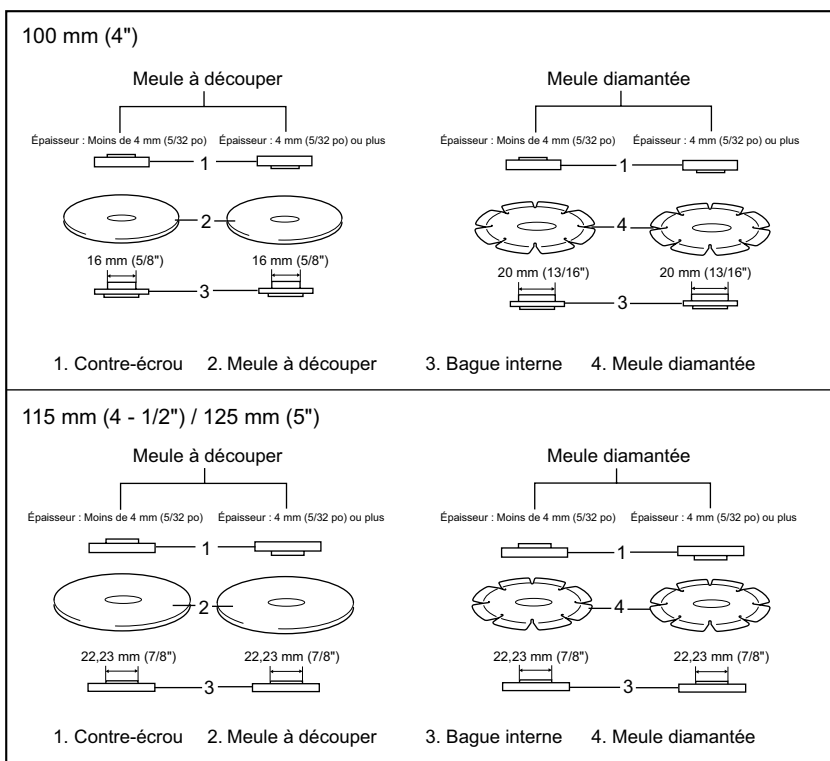 100 mm (4")
Meule à découper
Meule diamantée
Épaisseur : Moins de 4 mm (5/32 po) Épaisseur : 4 mm (5/32 po) ou plus
Épaisseur : Moins de 4 mm (5/32 po) Épaisseur : 4 mm (5/32 po) ou plus
1
1
2
4
16 mm (5/8") 16 mm (5/8")
20 mm (13/16") 20 mm (13/16")
3
3
1. Contre-écrou 2. Meule à découper 3. Bague interne 4. Meule diamantée
115 mm (4 - 1/2") / 125 mm (5")
Meule à découper
Meule diamantée
Épaisseur : Moins de 4 mm (5/32 po) Épaisseur : 4 mm (5/32 po) ou plus
Épaisseur : Moins de 4 mm (5/32 po) Épaisseur : 4 mm (5/32 po) ou plus
1
1
2
4
22,23 mm (7/8") 22,23 mm (7/8")
22,23 mm (7/8") 22,23 mm (7/8")
3
3
1. Contre-écrou 2. Meule à découper 3. Bague interne 4. Meule diamantée